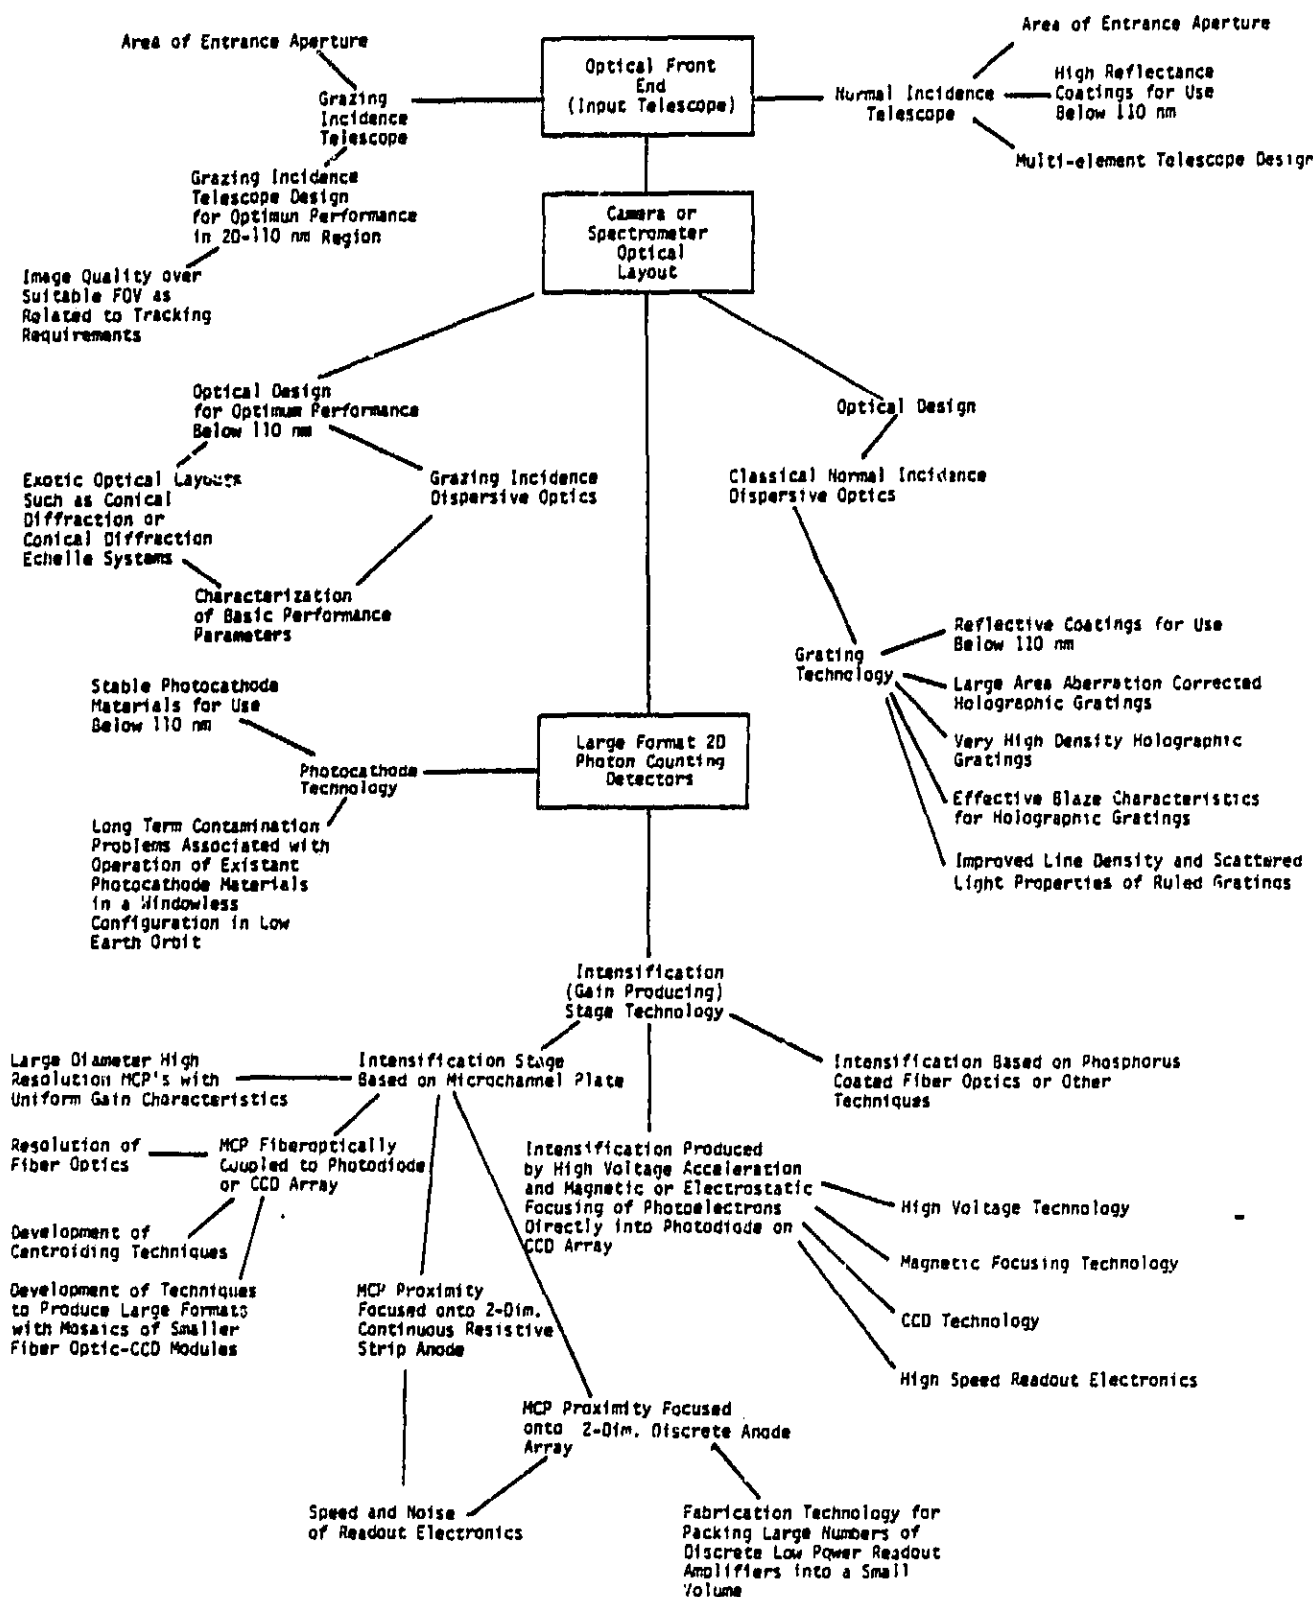 Area of Entrance Aperture
Optical Front
End
(Input Telescope)
Area of Entrance Aperture
Grazing
Incidence
Telescope
Normal Incidence
Telescope
High Reflectance
Coatings for Use
Below 110 nm
Multi-element Telescope Design
Grazing Incidence
Telescope Design
for Optimun Performance
in 20-110 nm Region
Image Quality over
Suitable FOV as
Related to Tracking
Requirements
Camera or
Spectrometer
Optical
Layout
Optical Design
for Optimum Performance
Below 110 nm
Optical Design
Exotic Optical Layouts
Such as Conical
Diffraction or
Conical Diffraction
Echelle Systems
Grazing Incidence
Dispersive Optics
Classical Normal Incidence
Dispersive Optics
Characterization
of Basic Performance
Parameters
Grating
Technology
Reflective Coatings for Use
Below 110 nm
Large Area Aberration Corrected
Holographic Gratings
Very High Density Holographic
Gratings
Effective Blaze Characteristics
for Holographic Gratings
Improved Line Density and Scattered
Light Properties of Ruled Gratings
Stable Photocathode
Materials for Use
Below 110 nm
Photocathode
Technology
Large Format 2D
Photon Counting
Detectors
Long Term Contamination
Problems Associated with
Operation of Existant
Photocathode Materials
in a Windowless
Configuration in Low
Earth Orbit
Intensification
(Gain Producing)
Stage Technology
Large Diameter High
Resolution MCP's with
Uniform Gain Characteristics
Intensification Stage
Based on Microchannel Plate
Intensification Based on Phosphorus
Coated Fiber Optics or Other
Techniques
Resolution of
Fiber Optics
MCP Fiberoptically
Coupled to Photodiode
or CCD Array
Intensification Produced
by High Voltage Acceleration
and Magnetic or Electrostatic
Focusing of Photoelectrons
Directly into Photodiode on
CCD Array
High Voltage Technology
Magnetic Focusing Technology
CCD Technology
High Speed Readout Electronics
Development of
Centroiding Techniques
Development of Techniques
to Produce Large Formats
with Mosaics of Smaller
Fiber Optic-CCD Modules
MCP Proximity
Focused onto 2-Dim.
Continuous Resistive
Strip Anode
MCP Proximity Focused
onto 2-Dim. Discrete Anode
Array
Speed and Noise
of Readout Electronics
Fabrication Technology for
Packing Large Numbers of
Discrete Low Power Readout
Amplifiers into a Small
Volume